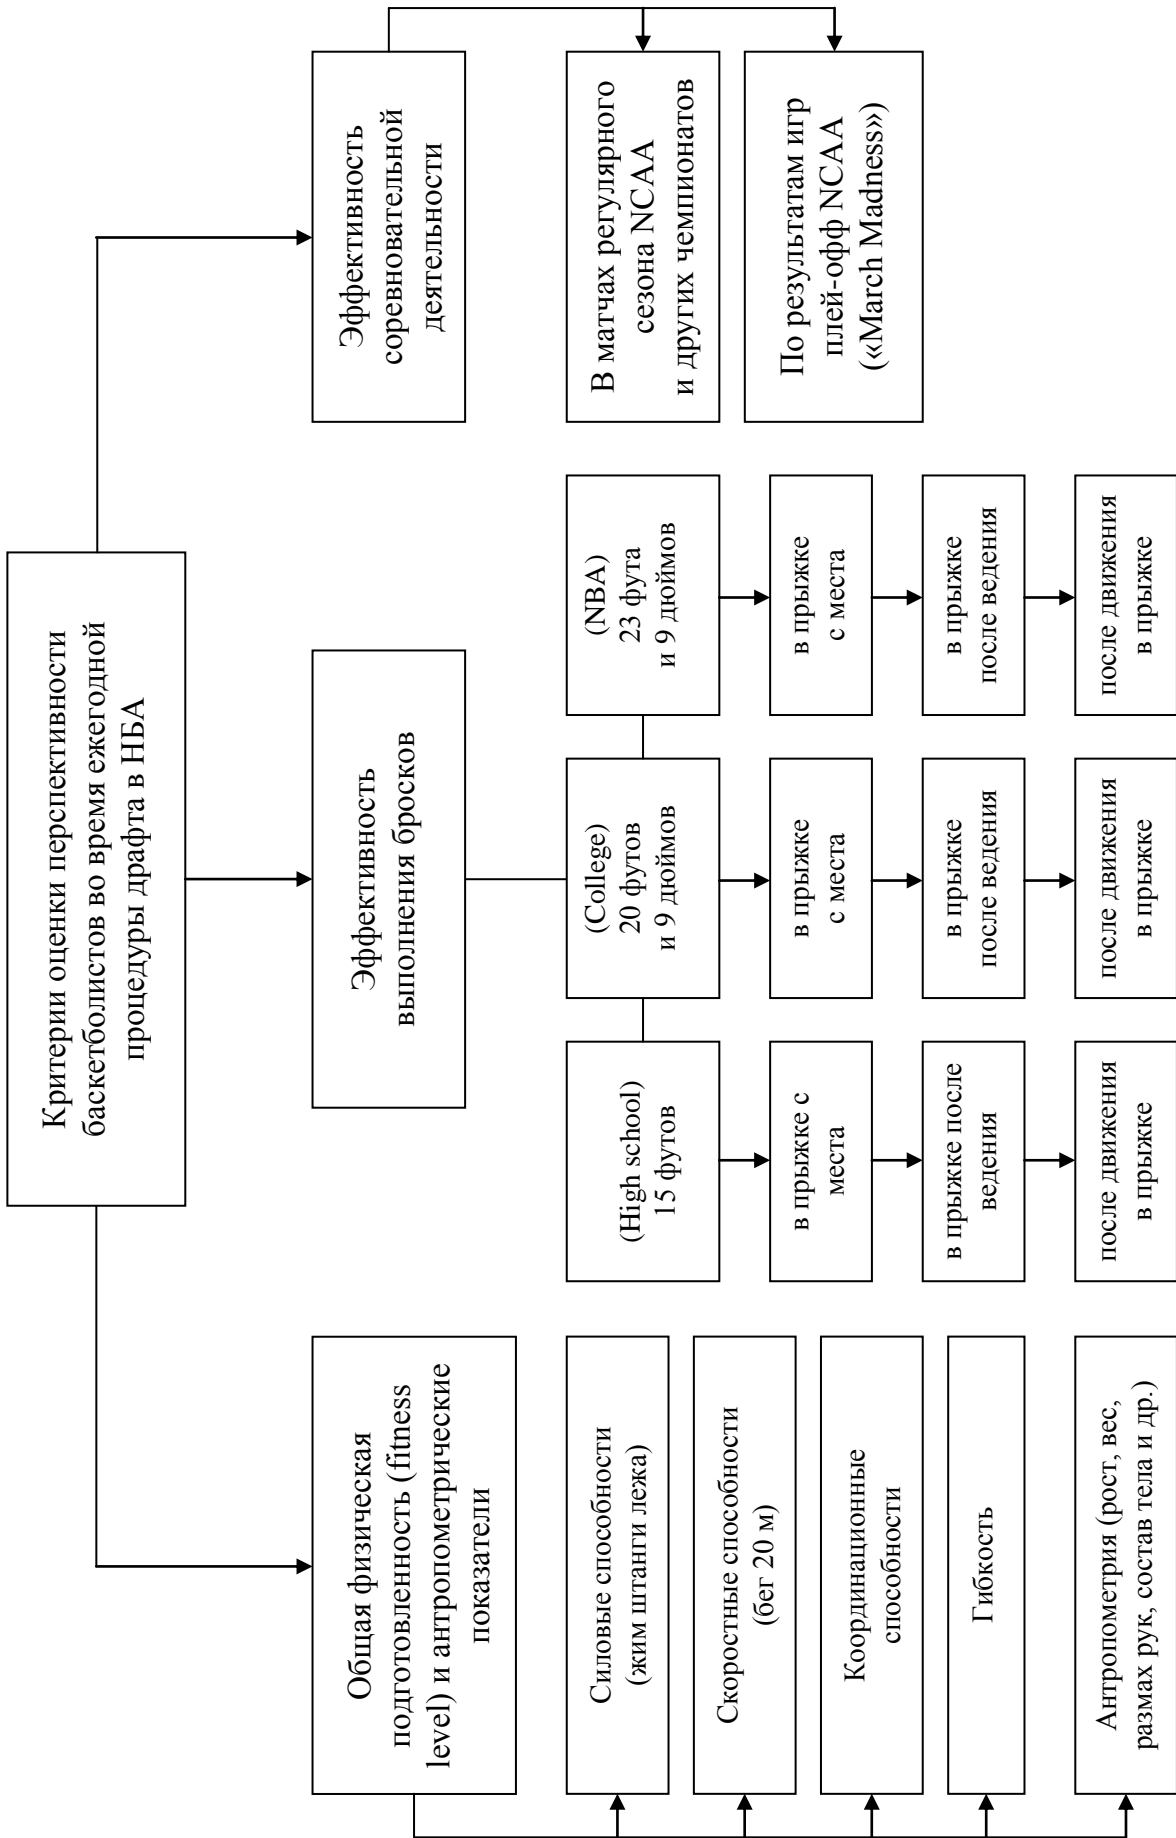 Критерии оценки перспективности
баскетболистов во время ежегодной
процедуры драфта в НБА
Общая физическая
подготовленность (fitness
level) и антропометрические
показатели
Силовые способности
(жим штанги лежа)
Скоростные способности
(бег 20 м)
Координационные
способности
Гибкость
Антропометрия (рост, вес,
размах рук, состав тела и др.)
Эффективность
выполнения бросков
(High school)
15 футов
в прыжке с
места
в прыжке после
ведения
после движения
в прыжке
(College)
20 футов
и 9 дюймов
в прыжке
с места
в прыжке
после ведения
после движения
в прыжке
(NBA)
23 фута
и 9 дюймов
в прыжке
с места
в прыжке
после ведения
после движения
в прыжке
Эффективность
соревновательной
деятельности
В матчах регулярного
сезона NCAA
и других чемпионатов
По результатам игр
плей-офф NCAA
(«March Madness»)